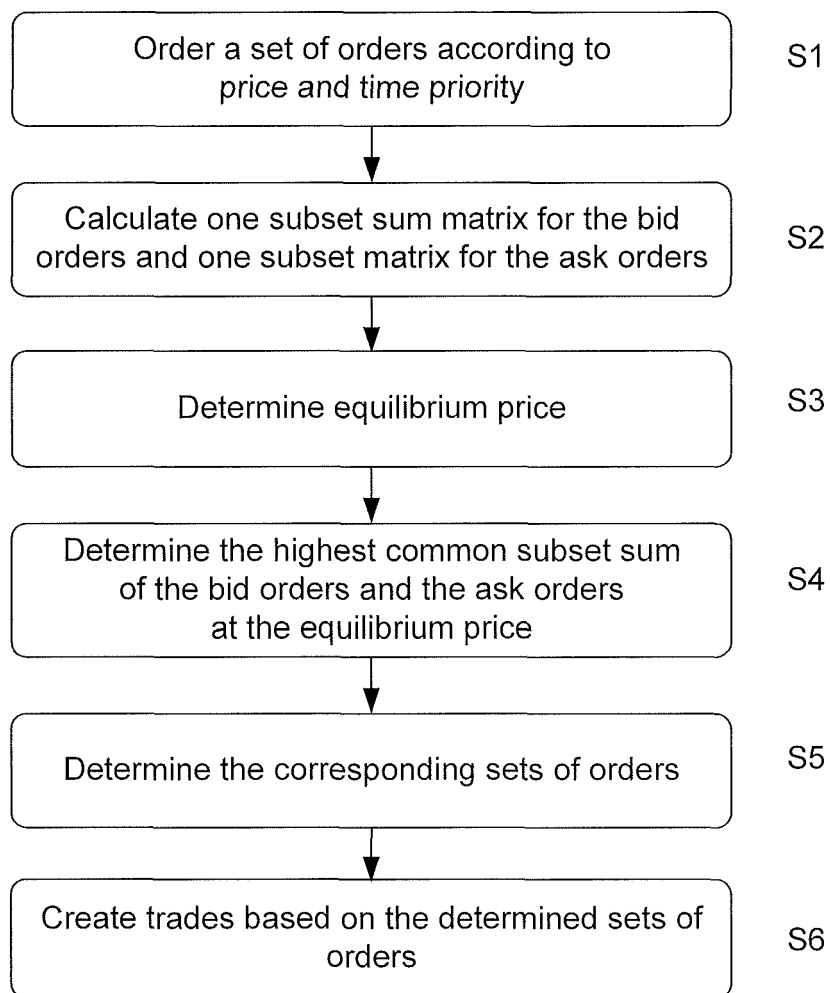 Order a set of orders according to
price and time priority
S1
Calculate one subset sum matrix for the bid
orders and one subset matrix for the ask orders
S2
Determine equilibrium price
S3
Determine the highest common subset sum
of the bid orders and the ask orders
at the equilibrium price
S4
Determine the corresponding sets of orders
S5
Create trades based on the determined sets of
orders
S6